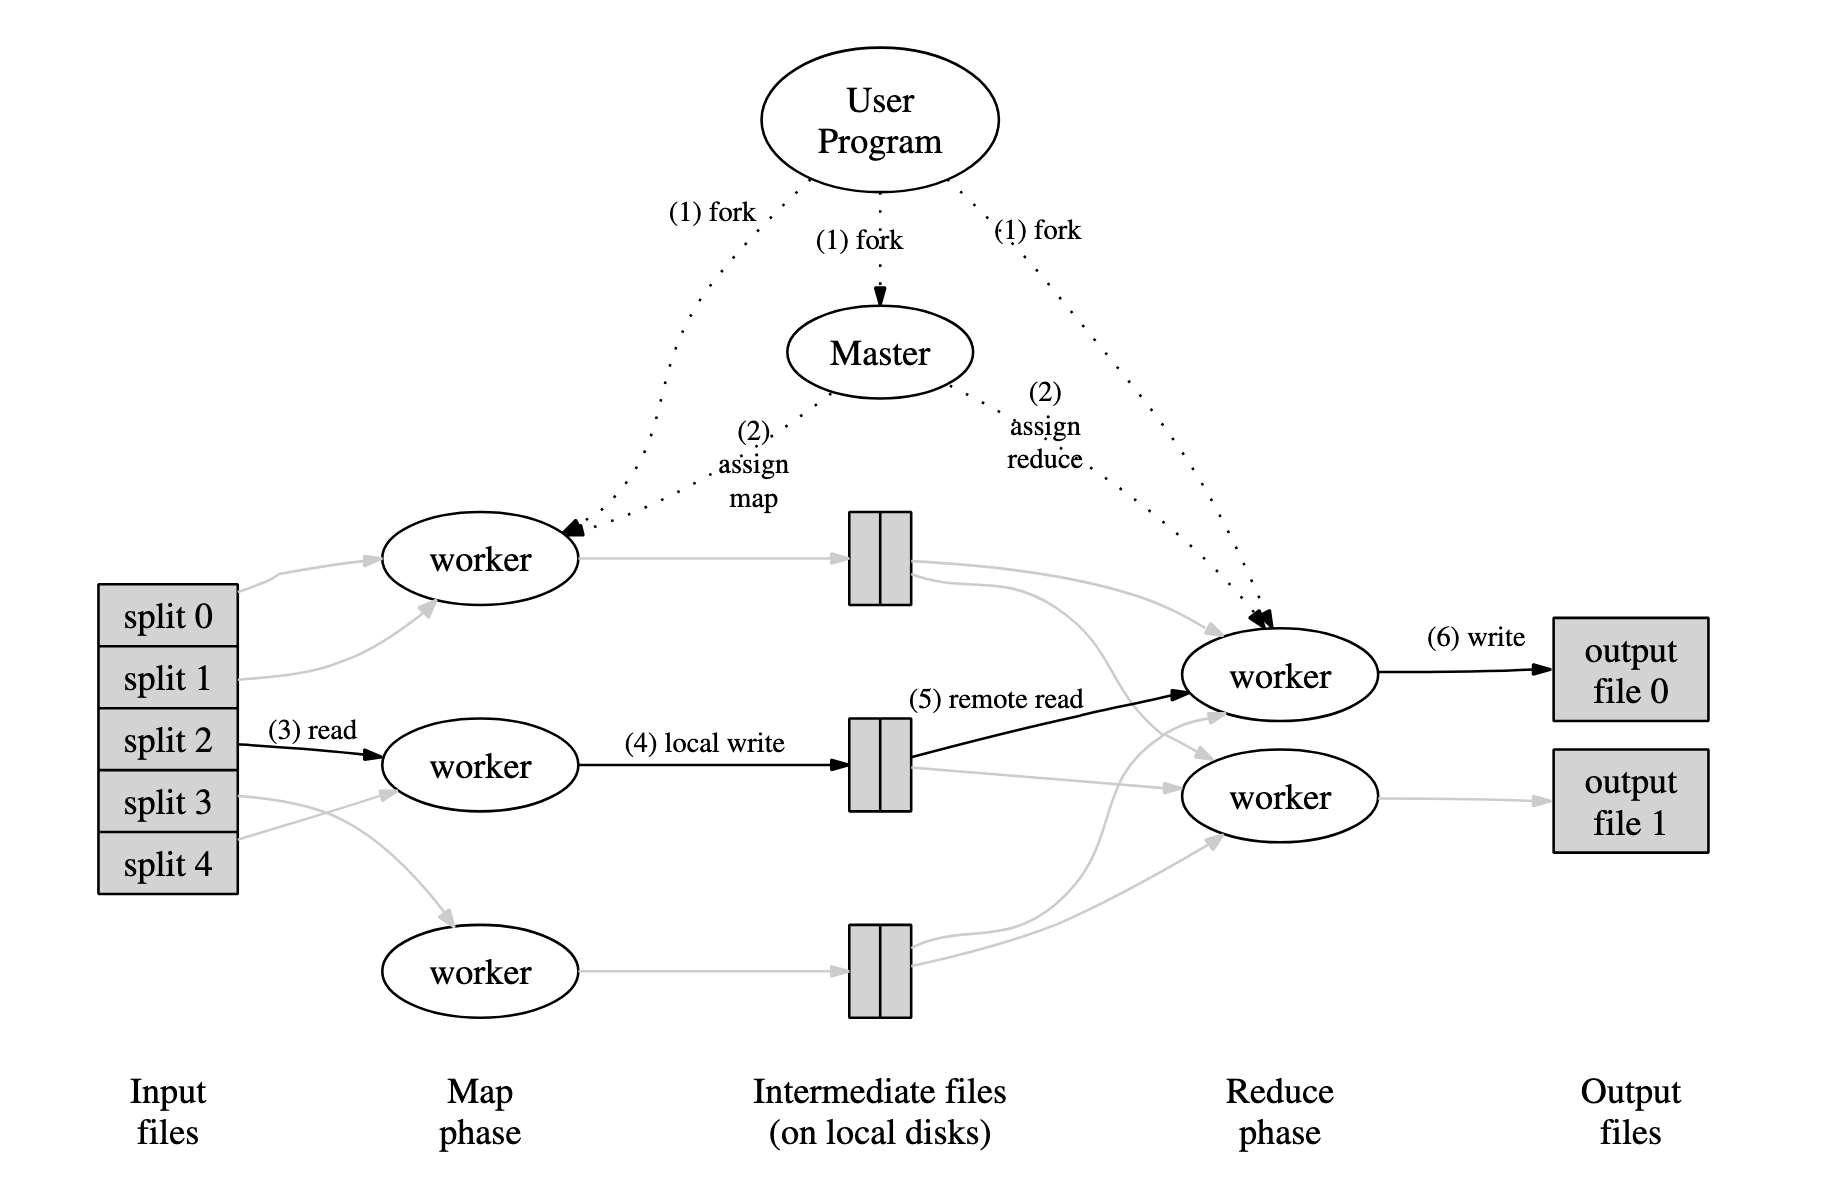 User
Program
(1) fork
(1) fork
(1) fork
Master
(2)
assign
map
(2)
assign
reduce
split 0
split 1
split 2
split 3
split 4
(3) read
worker
worker
worker
(4) local write
(5) remote read
worker
worker
(6) write
output
file 0
output
file 1
Input
files
Map
phase
Intermediate files
(on local disks)
Reduce
phase
Output
files